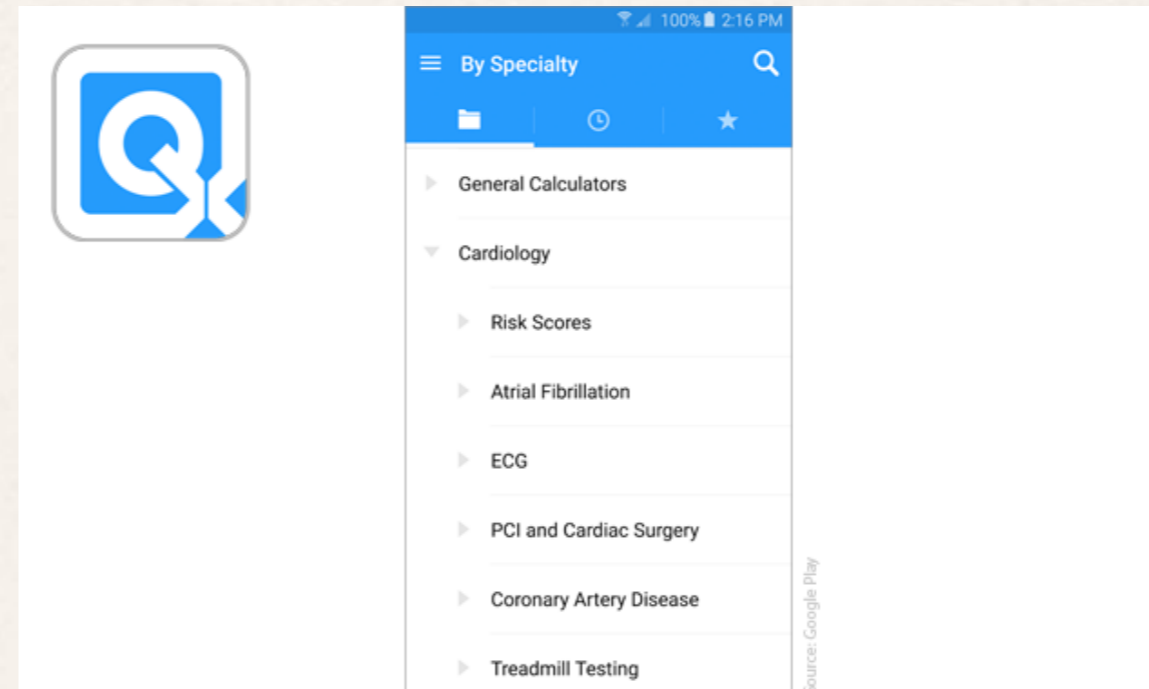 Qx
100% 2:16 PM
By Specialty
General Calculators
Cardiology
Risk Scores
Atrial Fibrillation
ECG
PCI and Cardiac Surgery
Coronary Artery Disease
Treadmill Testing
Source: Google Play